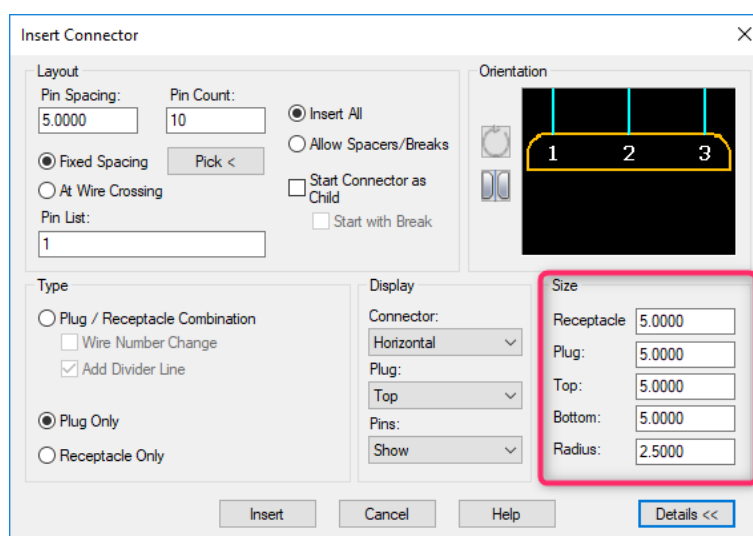 Insert Connector
Layout
Pin Spacing:
Pin Count:
5.0000
10
Fixed Spacing
Pick <
At Wire Crossing
Pin List:
1
Insert All
Allow Spacers/Breaks
Start Connector as
Child
Start with Break
Orientation
1 2 3
Type
Plug / Receptacle Combination
Wire Number Change
Add Divider Line
Plug Only
Receptacle Only
Display
Connector:
Horizontal
Plug:
Top
Pins:
Show
Size
Receptacle 5.0000
Plug: 5.0000
Top: 5.0000
Bottom: 5.0000
Radius: 2.5000
Insert
Cancel
Help
Details <<